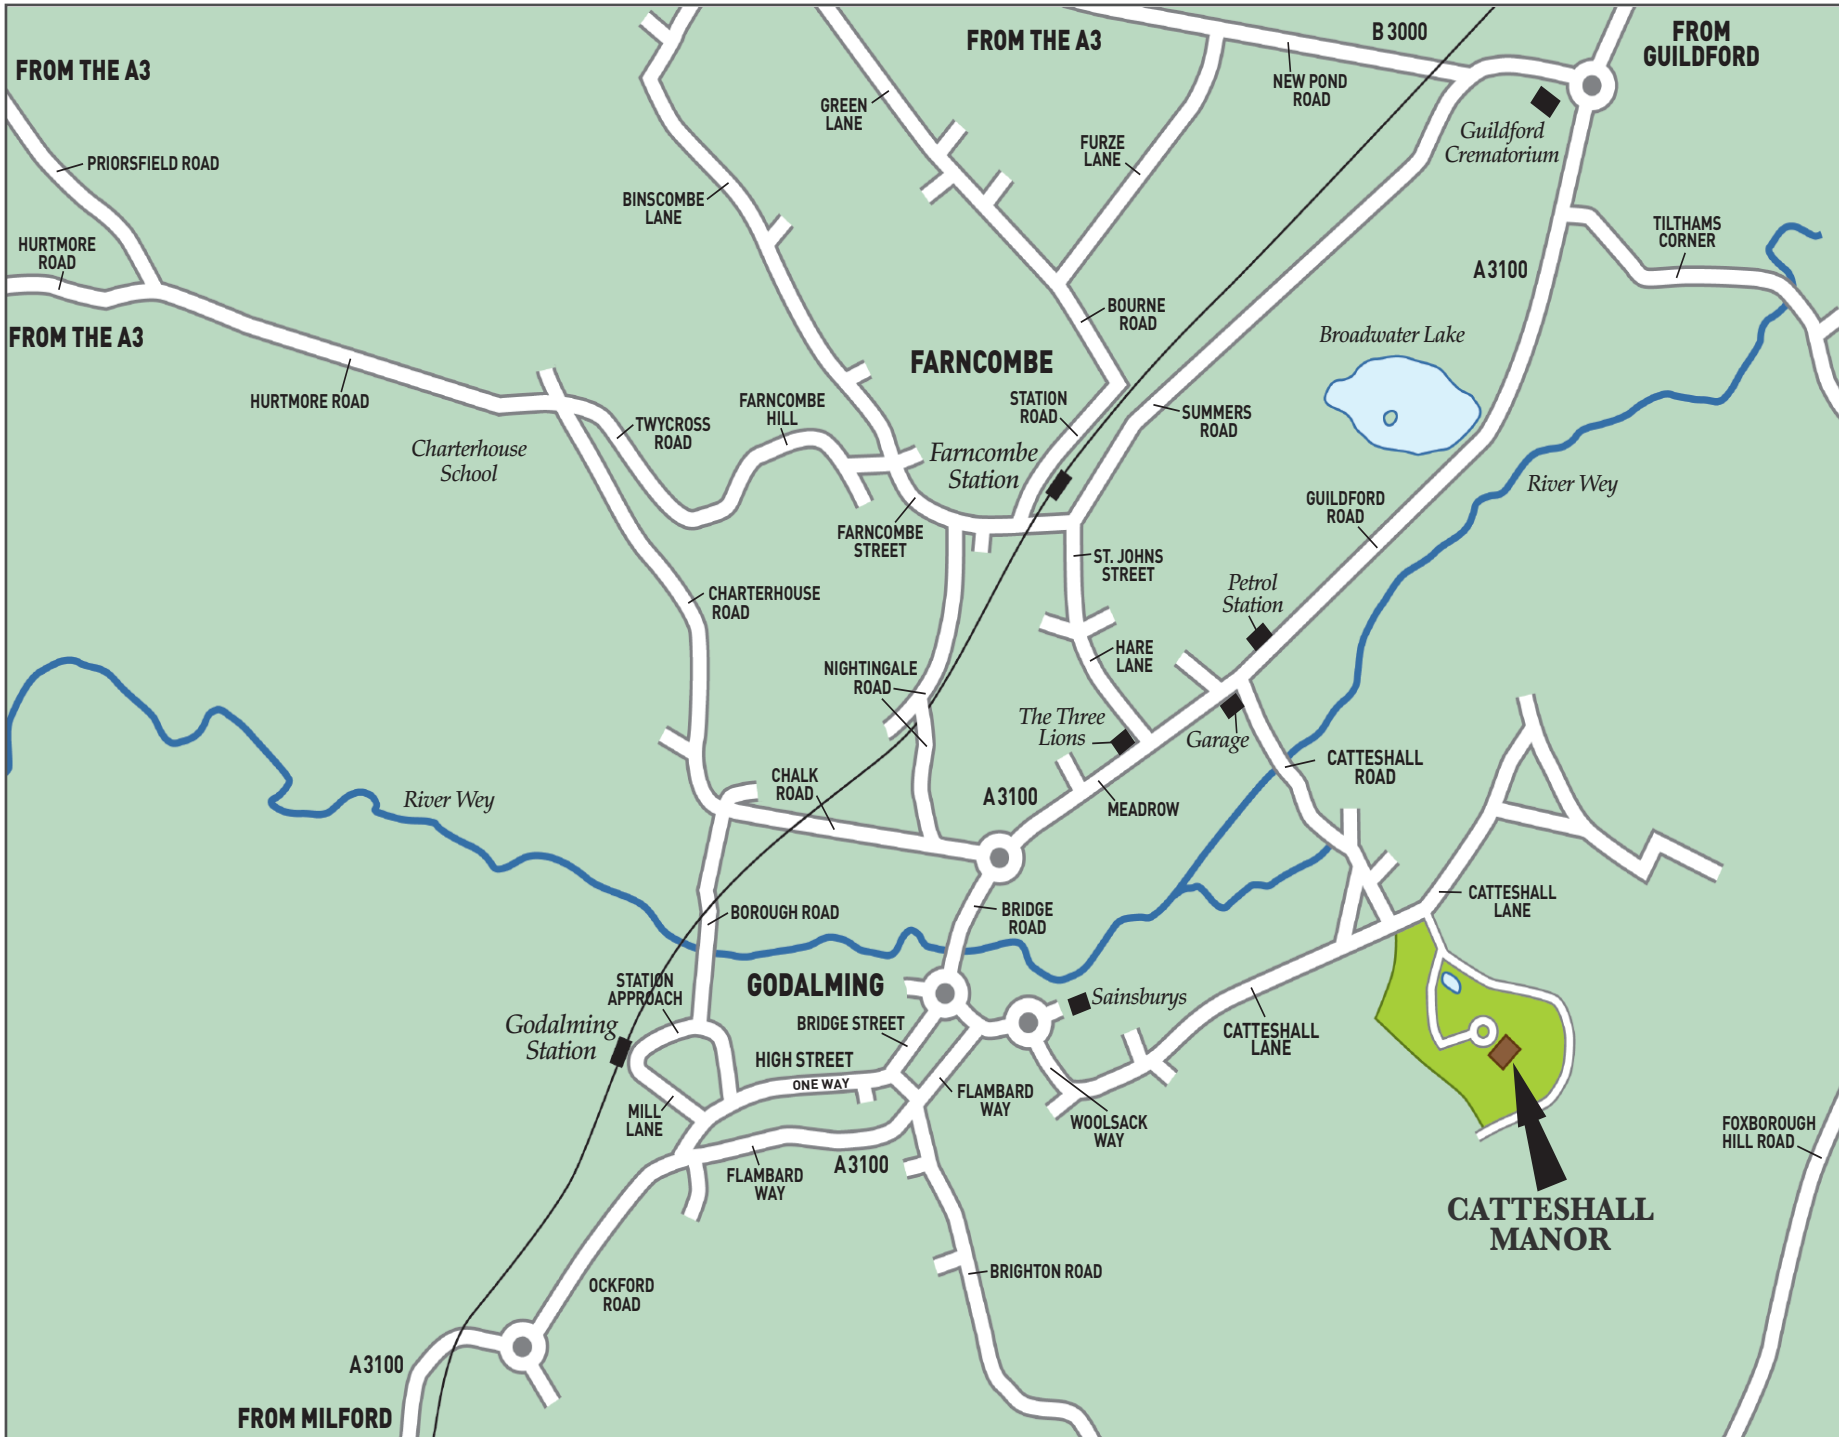 FROM THE A3
B 3000
FROM
GUILDFORD
FROM THE A3
NEW POND
ROAD
GREEN
LANE
Guildford
Crematorium
FURZE
LANE
PRIORSFIELD ROAD
BINSCOMBE
LANE
TILTHAMS
CORNER
HURTMORE
ROAD
A 3100
BOURNE
ROAD
FROM THE A3
Broadwater Lake
FARNCOMBE
HURTMORE ROAD
FARNCOMBE
HILL
STATION
ROAD
SUMMERS
ROAD
TWYCROSS
ROAD
Charterhouse
School
Farncombe
Station
River Wey
GUILDFORD
ROAD
FARNCOMBE
STREET
ST. JOHNS
STREET
Petrol
Station
CHARTERHOUSE
ROAD
HARE
LANE
NIGHTINGALE
ROAD
The Three
Lions
Garage
CATTESHALL
ROAD
CHALK
ROAD
River Wey
A 3100
MEADROW
CATTESHALL
LANE
BOROUGH ROAD
BRIDGE
ROAD
STATION
APPROACH
GODALMING
Sainsburys
Godalming
Station
BRIDGE STREET
CATTESHALL
LANE
HIGH STREET
ONE WAY
FLAMBARD
WAY
MILL
LANE
WOOLSACK
WAY
FOXBOROUGH
HILL ROAD
A 3100
FLAMBARD
WAY
CATTESHALL
MANOR
BRIGHTON ROAD
OCKFORD
ROAD
A 3100
FROM MILFORD